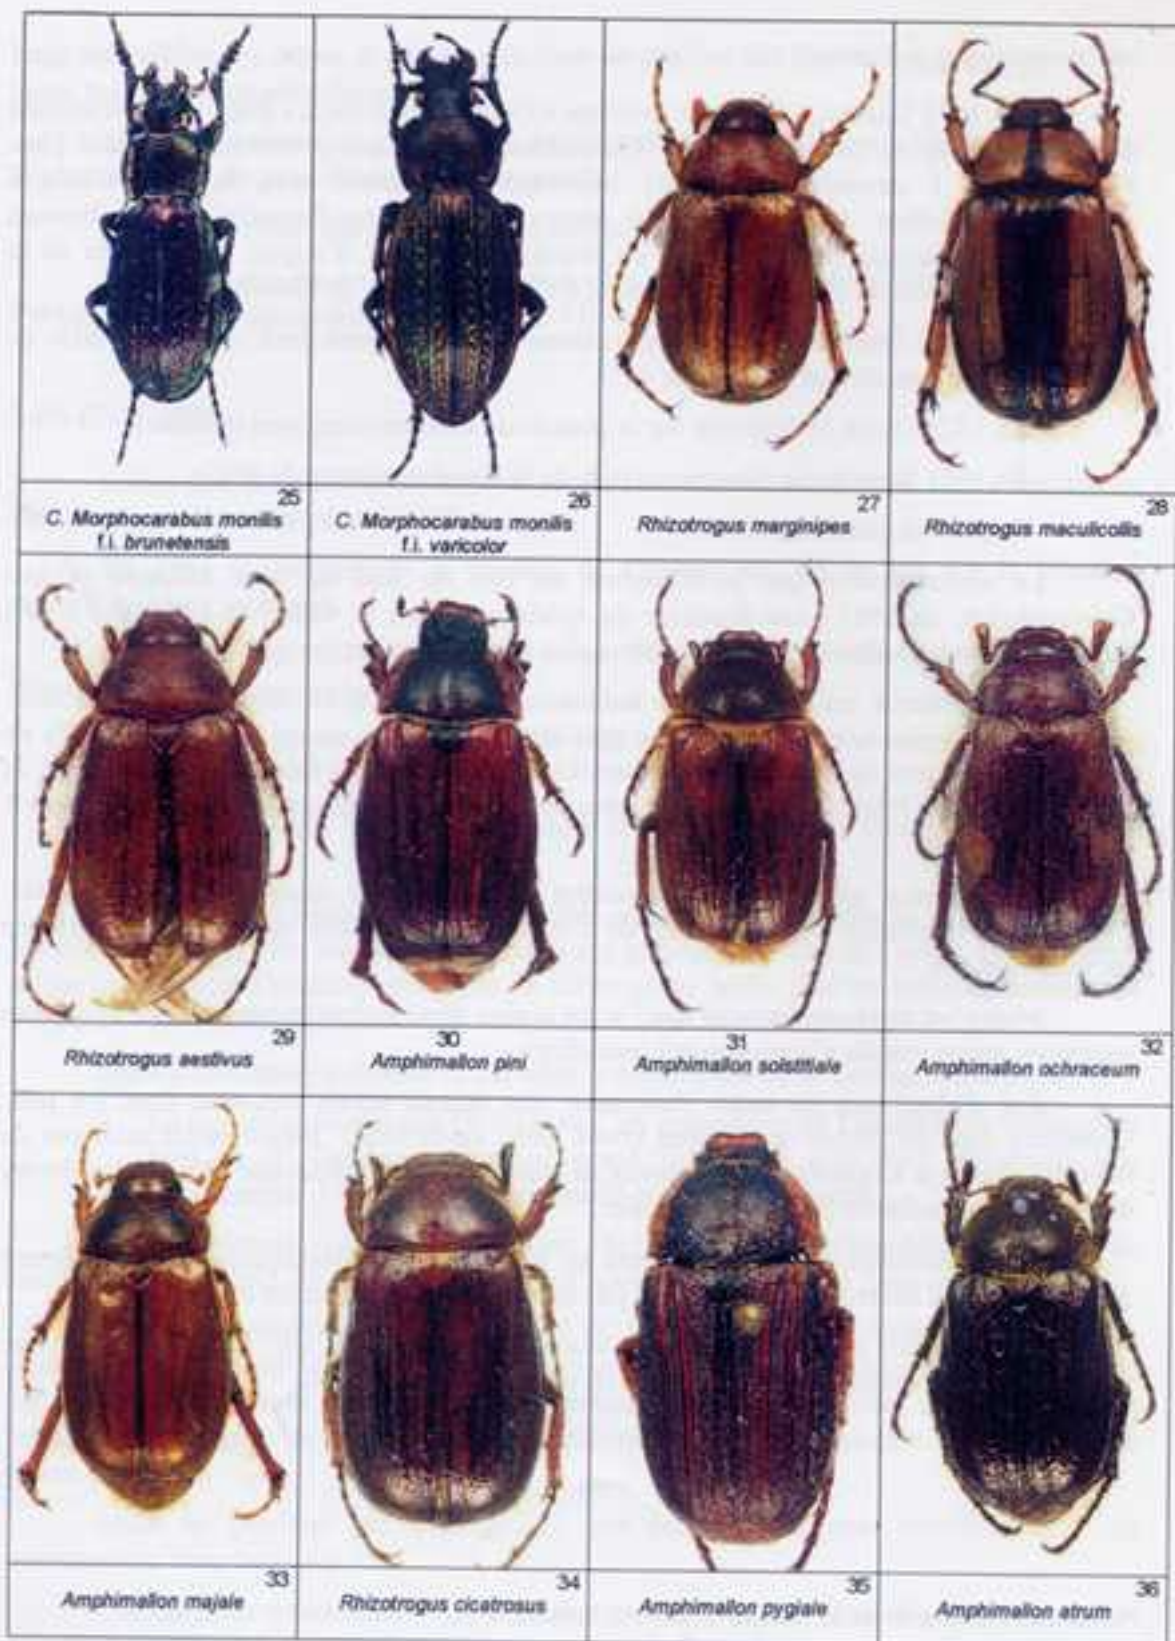 25
C. Morphocarabus monilis
f.i. brunetensis
26
C. Morphocarabus monilis
f.i. varicolor
27
Rhizotrogus marginipes
28
Rhizotrogus maculicollis
29
Rhizotrogus aestivus
30
Amphimallon pini
31
Amphimallon solstitiale
32
Amphimallon ochraceum
33
Amphimallon majale
34
Rhizotrogus cicatrosus
35
Amphimallon pygiale
36
Amphimallon atrum